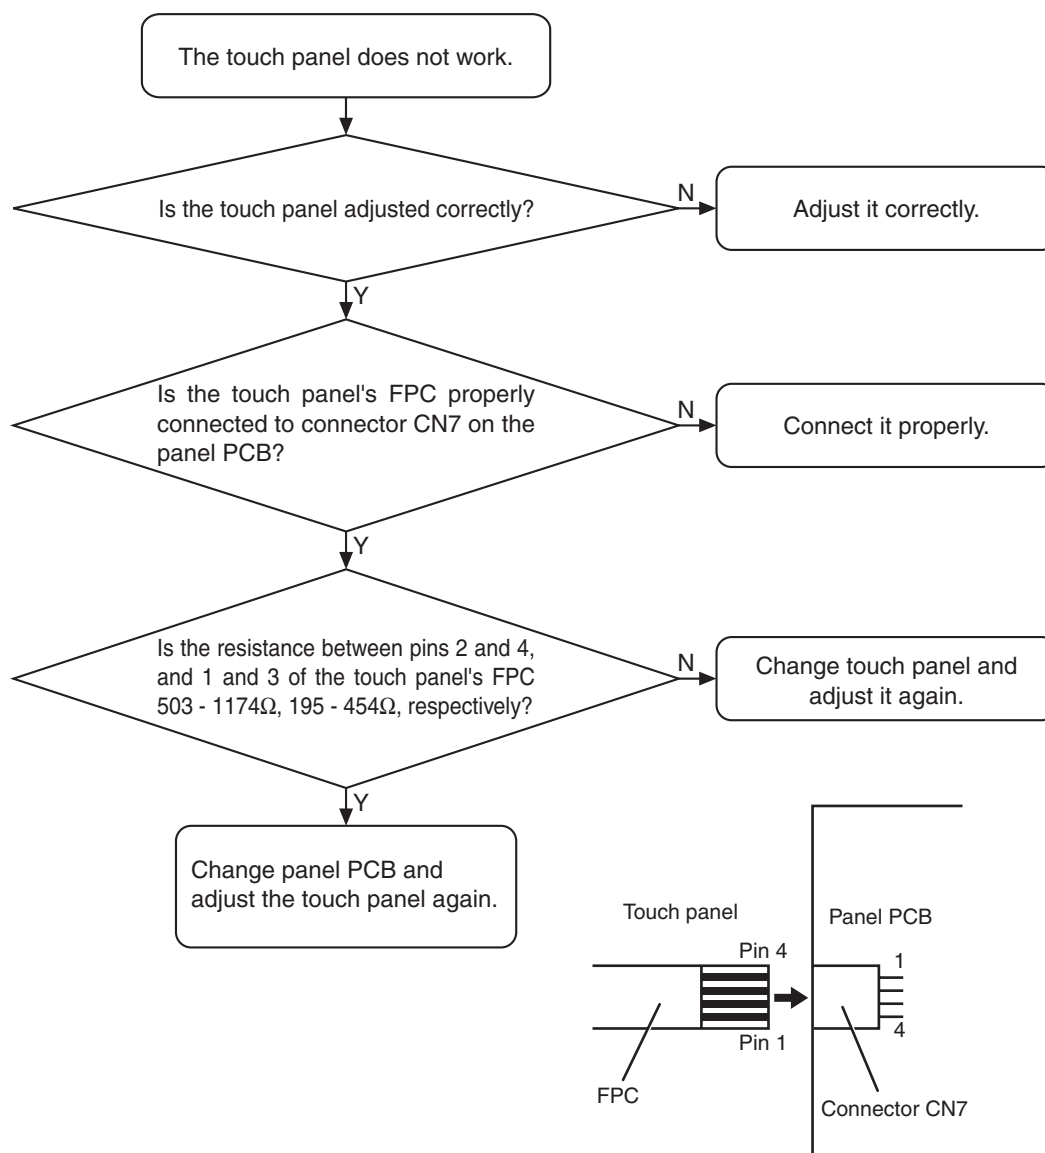 The touch panel does not work.
Is the touch panel adjusted correctly?
N
Adjust it correctly.
Y
Is the touch panel's FPC properly
connected to connector CN7 on the
panel PCB?
N
Connect it properly.
Y
Is the resistance between pins 2 and 4,
and 1 and 3 of the touch panel's FPC
503 - 1174Ω, 195 - 454Ω, respectively?
N
Change touch panel and
adjust it again.
Y
Change panel PCB and
adjust the touch panel again.
Touch panel
Panel PCB
Pin 4
1
Pin 1
4
FPC
Connector CN7